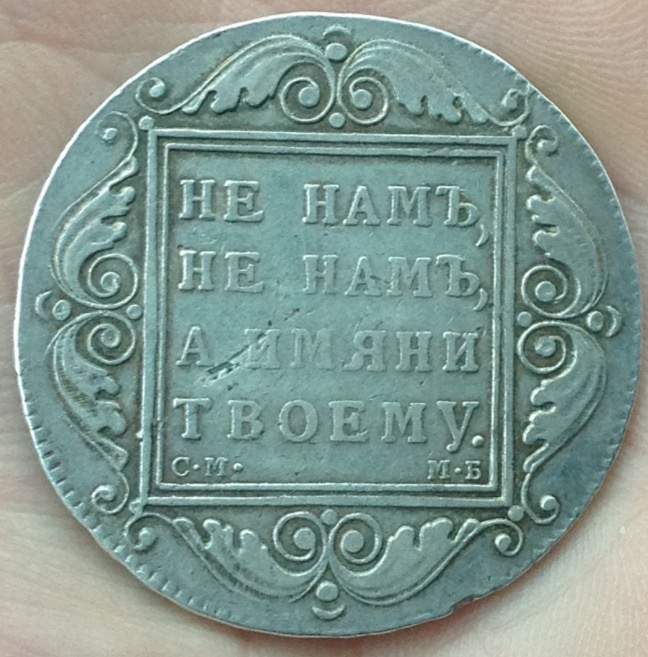 НЕ НАМЪ,
НЕ НАМЪ,
А ИМЯНИ
ТВОЕМУ.
С·М· М·Б